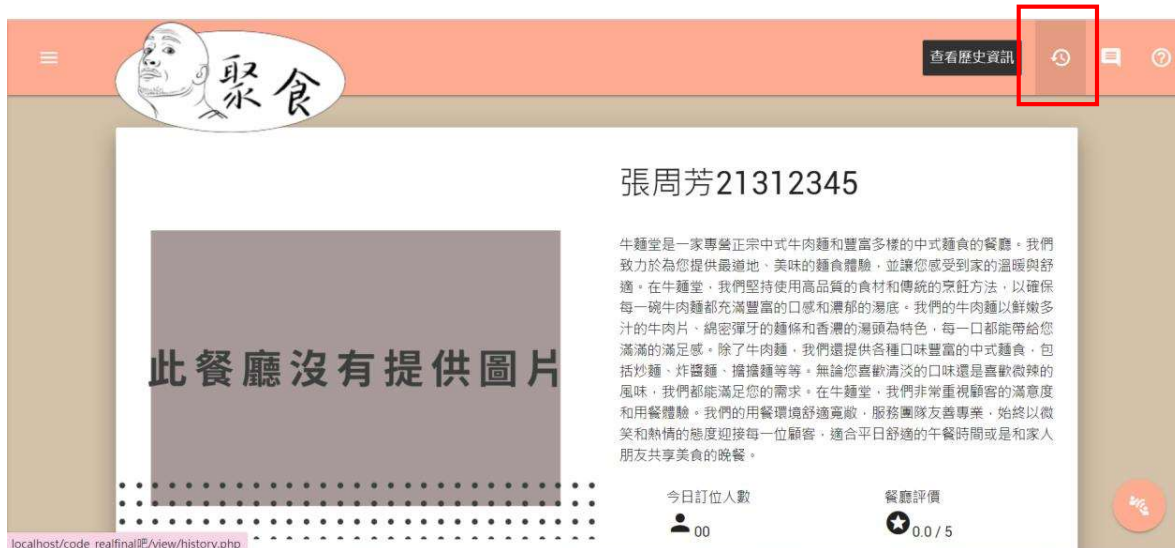 聚食
查看歷史資訊
張周芳21312345
牛麵堂是一家專營正宗中式牛肉麵和豐富多樣的中式麵食的餐廳。我們
致力於為您提供最道地、美味的麵食體驗，並讓您感受到家的溫暖與舒
適。在牛麵堂，我們堅持使用高品質的食材和傳統的烹飪方法，以確保
每一碗牛肉麵都充滿豐富的口感和濃郁的湯底。我們的牛肉麵以鮮嫩多
汁的牛肉片、綿密彈牙的麵條和香濃的湯頭為特色，每一口都能帶給您
滿滿的滿足感。除了牛肉麵，我們還提供各種口味豐富的中式麵食，包
括炒麵、炸醬麵、擔擔麵等等。無論您喜歡清淡的口味還是喜歡微辣的
風味，我們都能滿足您的需求。在牛麵堂，我們非常重視顧客的滿意度
和用餐體驗。我們的用餐環境舒適寬敞，服務團隊友善專業，始終以微
笑和熱情的態度迎接每一位顧客，適合平日舒適的午餐時間或是和家人
朋友共享美食的晚餐。
此餐廳沒有提供圖片
今日訂位人數
00
餐廳評價
0.0 / 5
localhost/code_realfinal吧/view/history.php